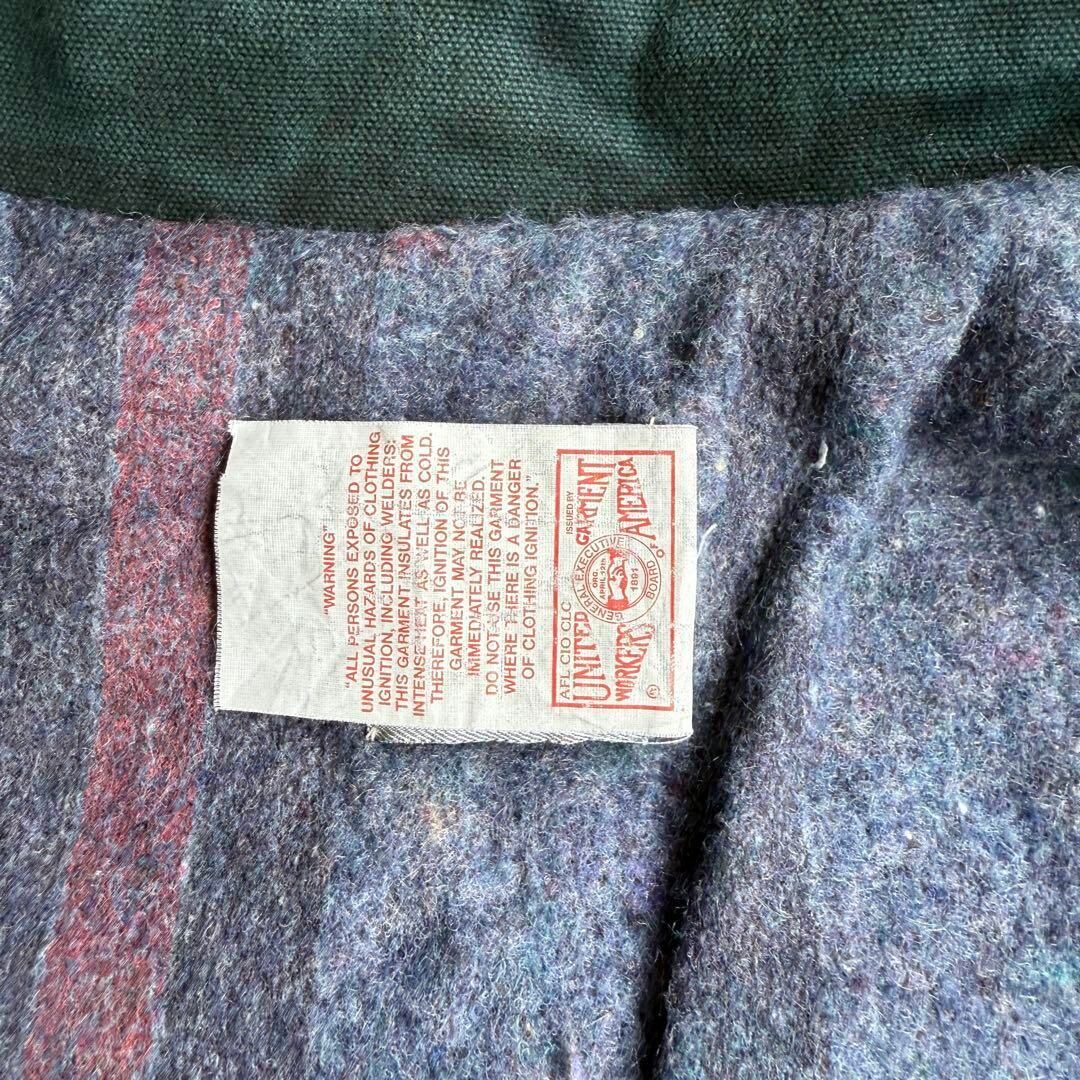 "WARNING"
"ALL PERSONS EXPOSED TO
UNUSUAL HAZARDS OF CLOTHING
IGNITION, INCLUDING WELDERS:
THIS GARMENT INSULATES FROM
INTENSE HEAT AS WELL AS COLD.
THEREFORE, IGNITION OF THIS
GARMENT MAY NOT BE
IMMEDIATELY REALIZED.
DO NOT USE THIS GARMENT
WHERE THERE IS A DANGER
OF CLOTHING IGNITION."
AFL CIO CLC
ISSUED BY
UNITED GARMENT
WORKERS OF AMERICA
GENERAL EXECUTIVE BOARD
ORG
APRIL 12th
1891
®